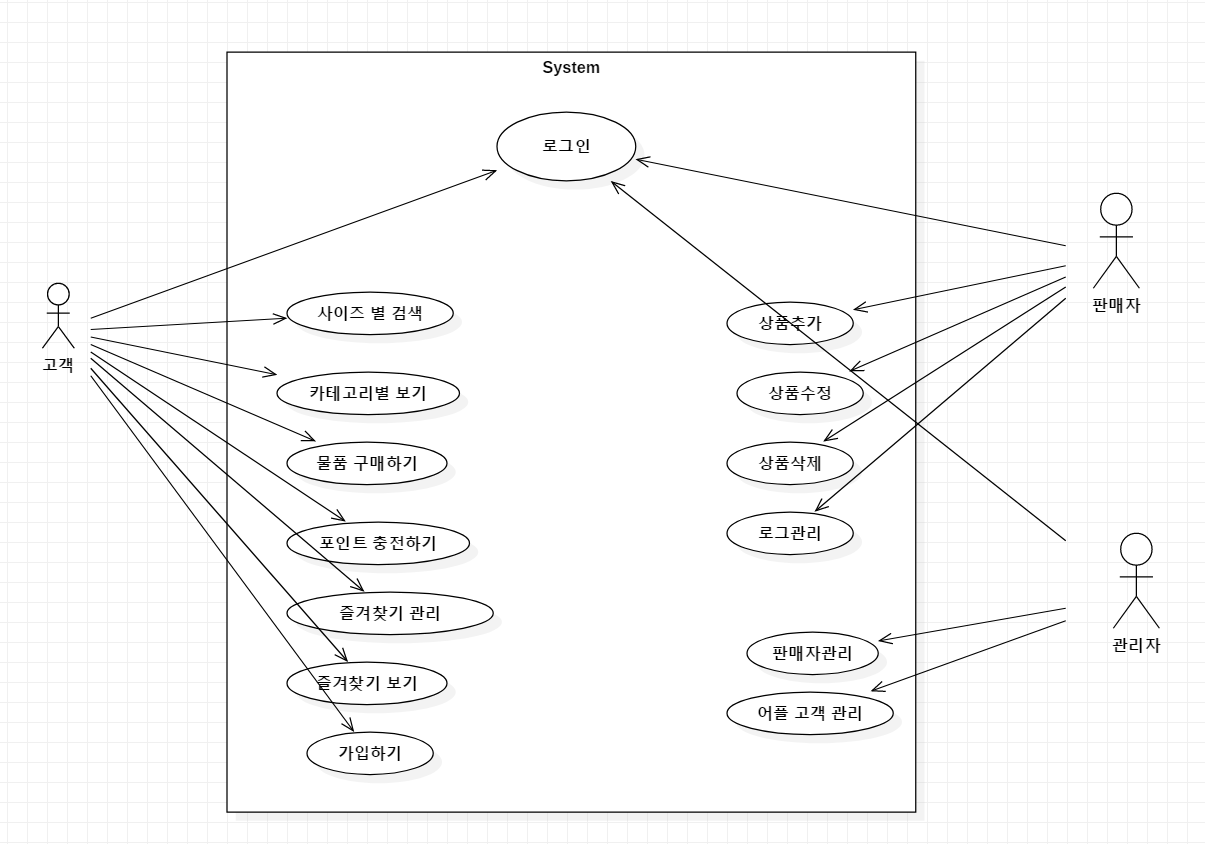 System
로그인
고객
사이즈 별 검색
카테고리별 보기
물품 구매하기
포인트 충전하기
즐겨찾기 관리
즐겨찾기 보기
가입하기
판매자
상품추가
상품수정
상품삭제
로그관리
관리자
판매자관리
어플 고객 관리